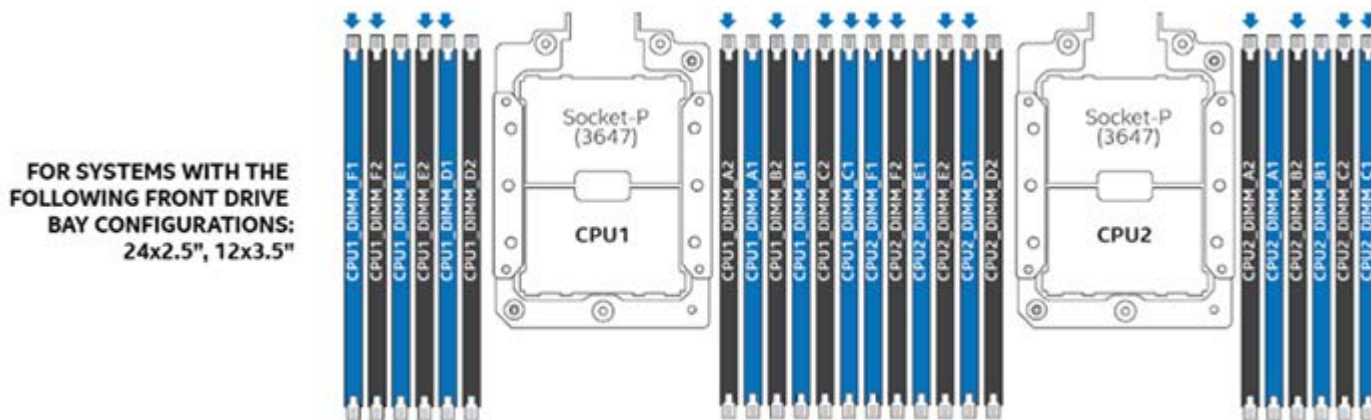 FOR SYSTEMS WITH THE
FOLLOWING FRONT DRIVE
BAY CONFIGURATIONS:
24x2.5", 12x3.5"
CPU1_DIMM_F1
CPU1_DIMM_F2
CPU1_DIMM_E1
CPU1_DIMM_E2
CPU1_DIMM_D1
CPU1_DIMM_D2
Socket-P
(3647)
CPU1
CPU1_DIMM_A2
CPU1_DIMM_A1
CPU1_DIMM_B2
CPU1_DIMM_B1
CPU1_DIMM_C2
CPU1_DIMM_C1
CPU2_DIMM_F1
CPU2_DIMM_F2
CPU2_DIMM_E1
CPU2_DIMM_E2
CPU2_DIMM_D1
CPU2_DIMM_D2
Socket-P
(3647)
CPU2
CPU2_DIMM_A2
CPU2_DIMM_A1
CPU2_DIMM_B2
CPU2_DIMM_B1
CPU2_DIMM_C2
CPU2_DIMM_C1